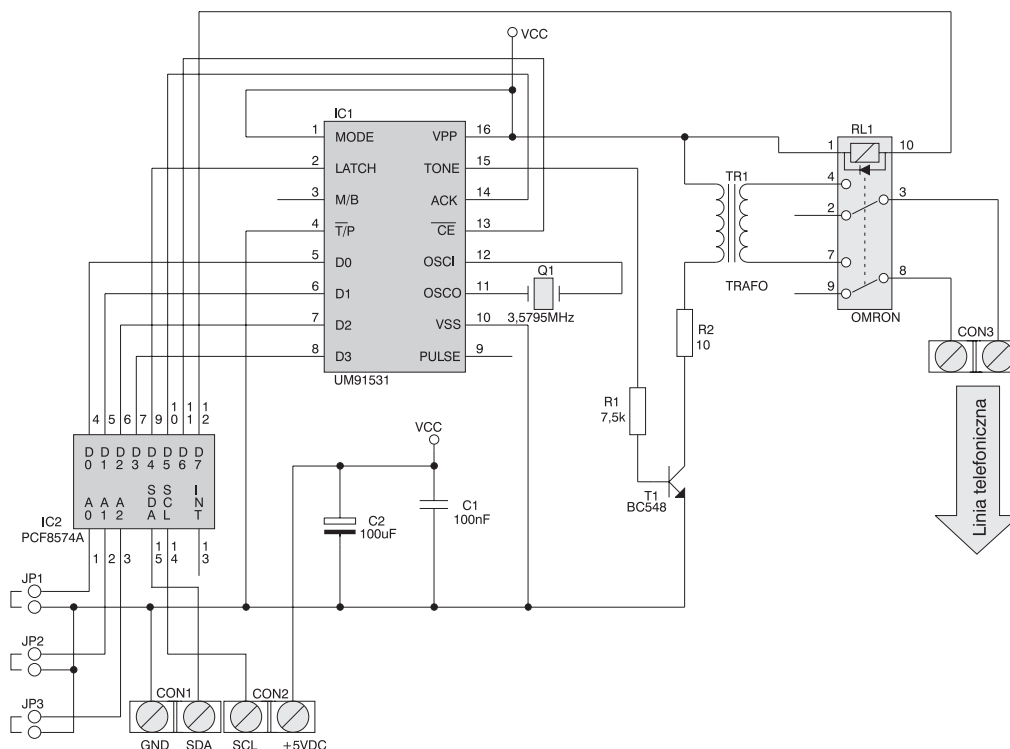 VCC
IC1
1 MODE VPP 16
2 LATCH TONE 15
3 M/B ACK 14
4 T/P CE 13
5 D0 OSCI 12
6 D1 OSCO 11
7 D2 VSS 10
8 D3 PULSE 9
UM91531
Q1
3,5795MHz
TR1
TRAFO
RL1
1 10
4
3
2
7
8
9
OMRON
CON3
Linia telefoniczna
R2
10
R1
7,5k
T1
BC548
VCC
C1
100nF
C2
100uF
4 5 6 7 9 10 11 12
D0 D1 D2 D3 D4 D5 D6 D7
A0 A1 A2 SDA SCL INT
IC2
PCF8574A
1 2 3 15 14 13
JP1
JP2
JP3
CON1 CON2
GND SDA SCL +5VDC